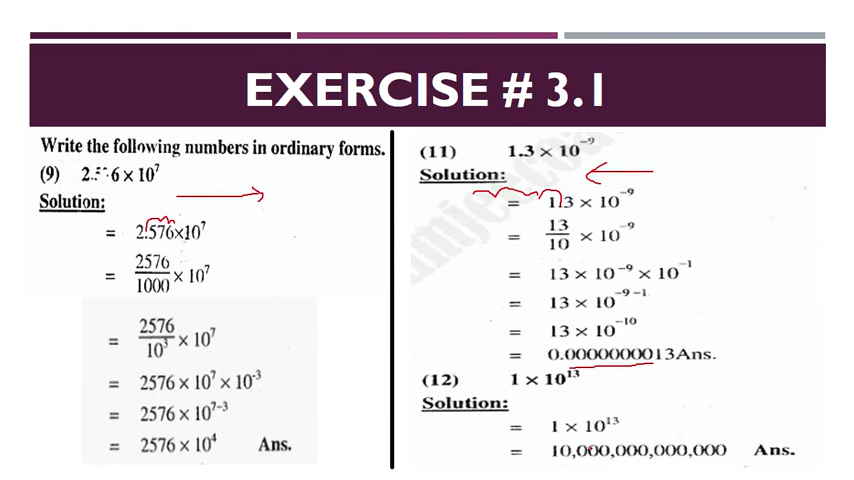 EXERCISE # 3.1
Write the following numbers in ordinary forms.
(9)
Solution:
= 2.576×10⁷
= 2576/1000 × 10⁷
= 2576/10³ × 10⁷
= 2576 × 10⁷ × 10⁻³
= 2576 × 10⁷⁻³
= 2576 × 10⁴ Ans.
(11) 1.3 × 10⁻⁹
Solution:
= 1.3 × 10⁻⁹
= 13/10 × 10⁻⁹
= 13 × 10⁻⁹ × 10⁻¹
= 13 × 10⁻⁹⁻¹
= 13 × 10⁻¹⁰
= 0.0000000013Ans.
(12) 1 × 10¹³
Solution:
= 1 × 10¹³
= 10,000,000,000,000 Ans.